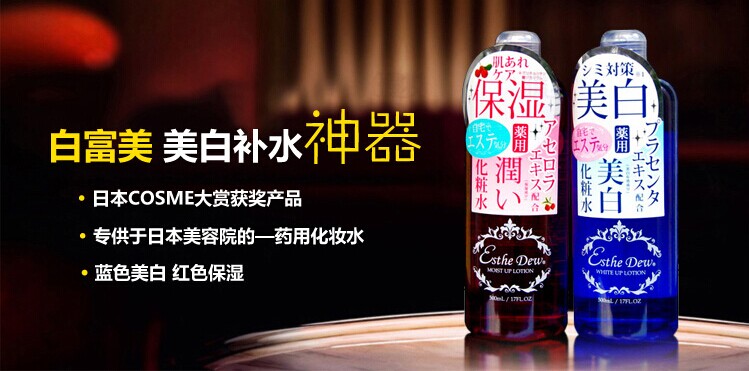 白富美 美白补水神器
日本COSME大赏获奖产品
专供于日本美容院的—药用化妆水
蓝色美白 红色保湿
肌あれ
ケア
保湿
自宅で
エステ気分
薬用
アセロラ
エキス配合
潤い
化粧水
Esthe Dew
MOIST UP LOTION
500mL / 17FL.OZ
シミ対策
美白
自宅で
エステ気分
薬用
プラセンタ
エキス配合
美白
化粧水
Esthe Dew
WHITE UP LOTION
500mL / 17FL.OZ